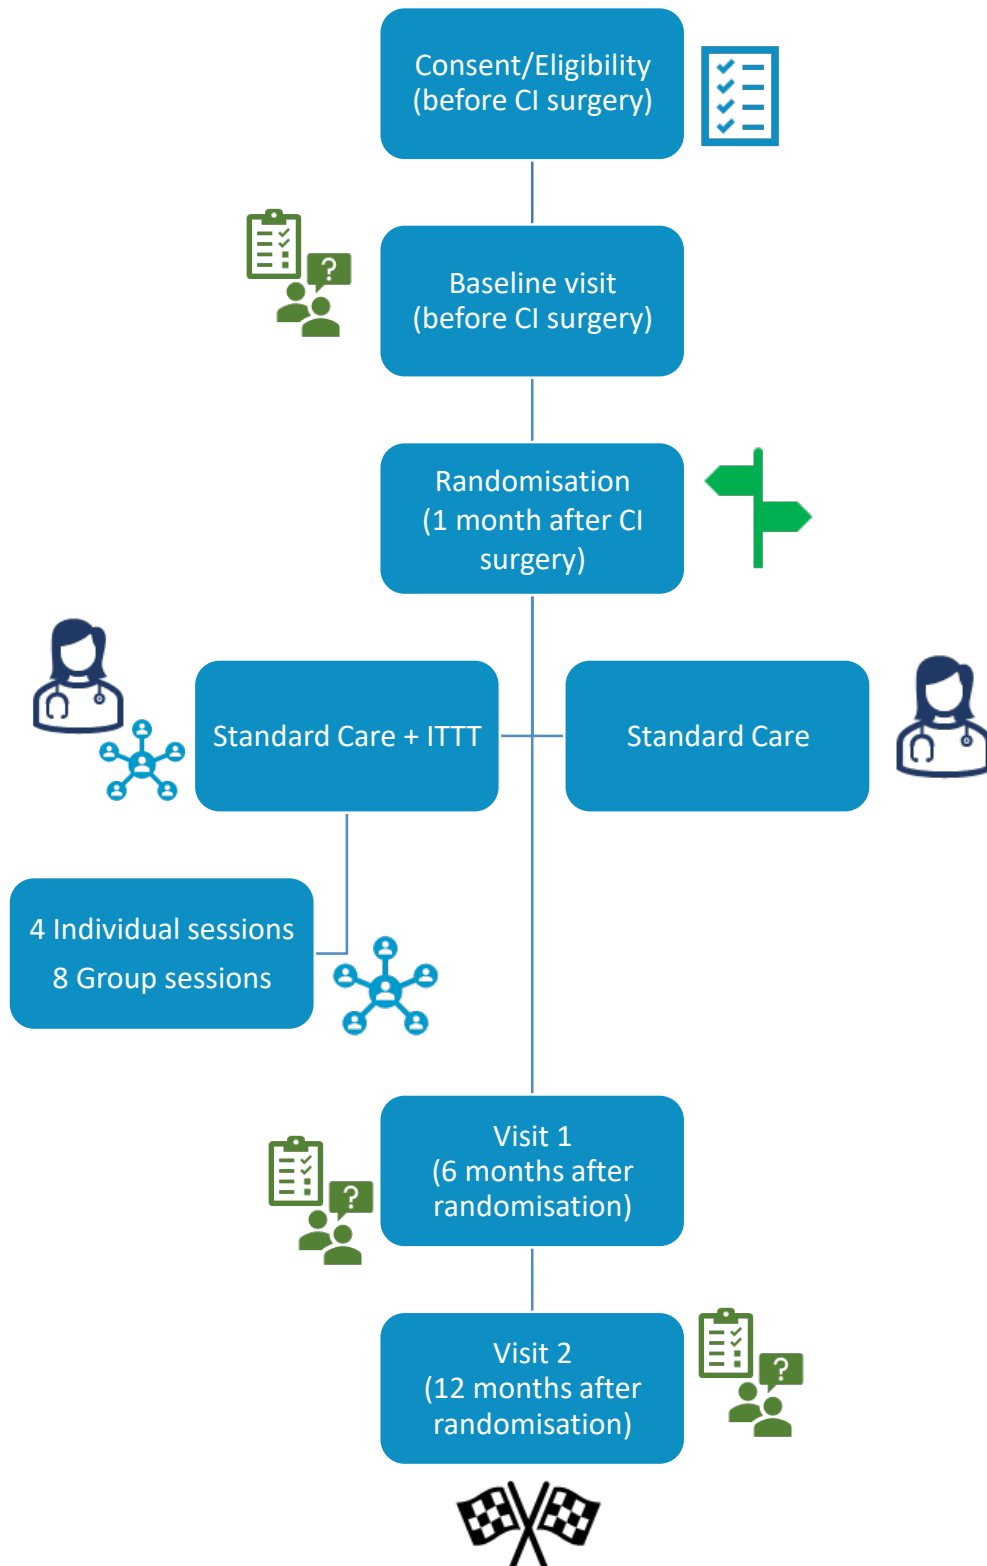 Consent/Eligibility
(before CI surgery)
Baseline visit
(before CI surgery)
?
Randomisation
(1 month after CI
surgery)
Standard Care + ITTT
Standard Care
4 Individual sessions
8 Group sessions
Visit 1
(6 months after
randomisation)
?
Visit 2
(12 months after
randomisation)
?